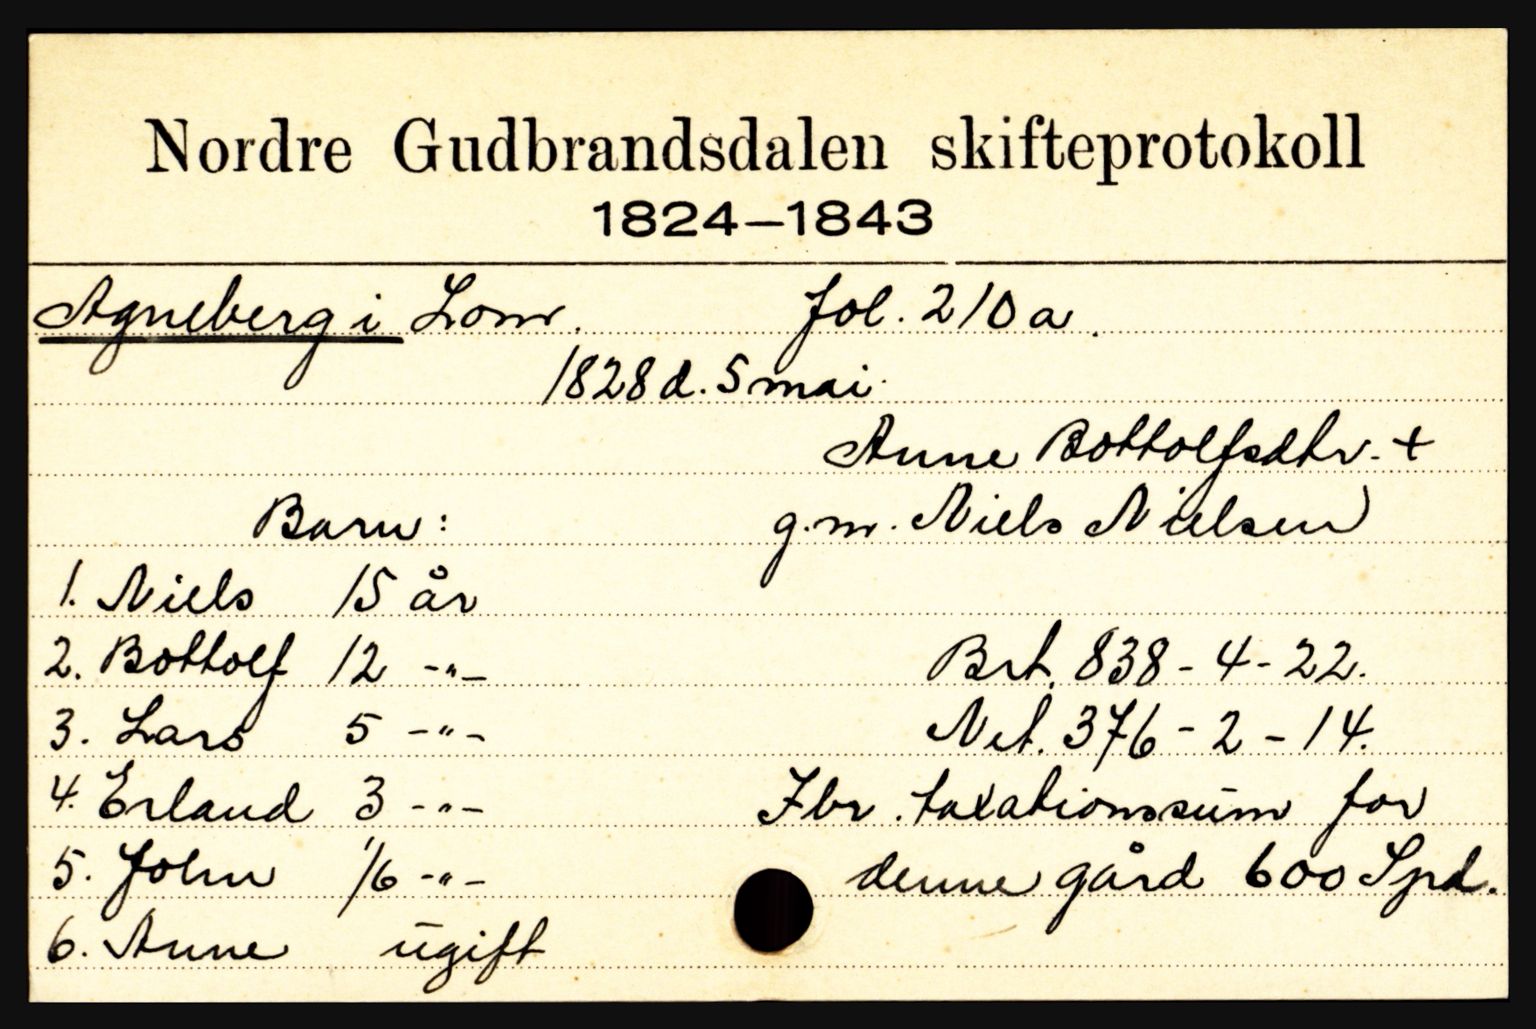 Nordre Gudbrandsdalen skifteprotokoll
1824–1843
Agneberg i Lom. fol. 210a.
1828 d. 5 mai.
Anne Bottolfsdtr. +
Barn: g.m. Niels Nielsen
1. Niels 15 år
2. Bottolf 12 -"- Brt. 838-4-22.
3. Lars 5 -"- Net. 376-2-14.
4. Erland 3 -"- Ibr. taxationssum for
5. John 1/6 -"- denne gård 600 Spd.
6. Anne ugift